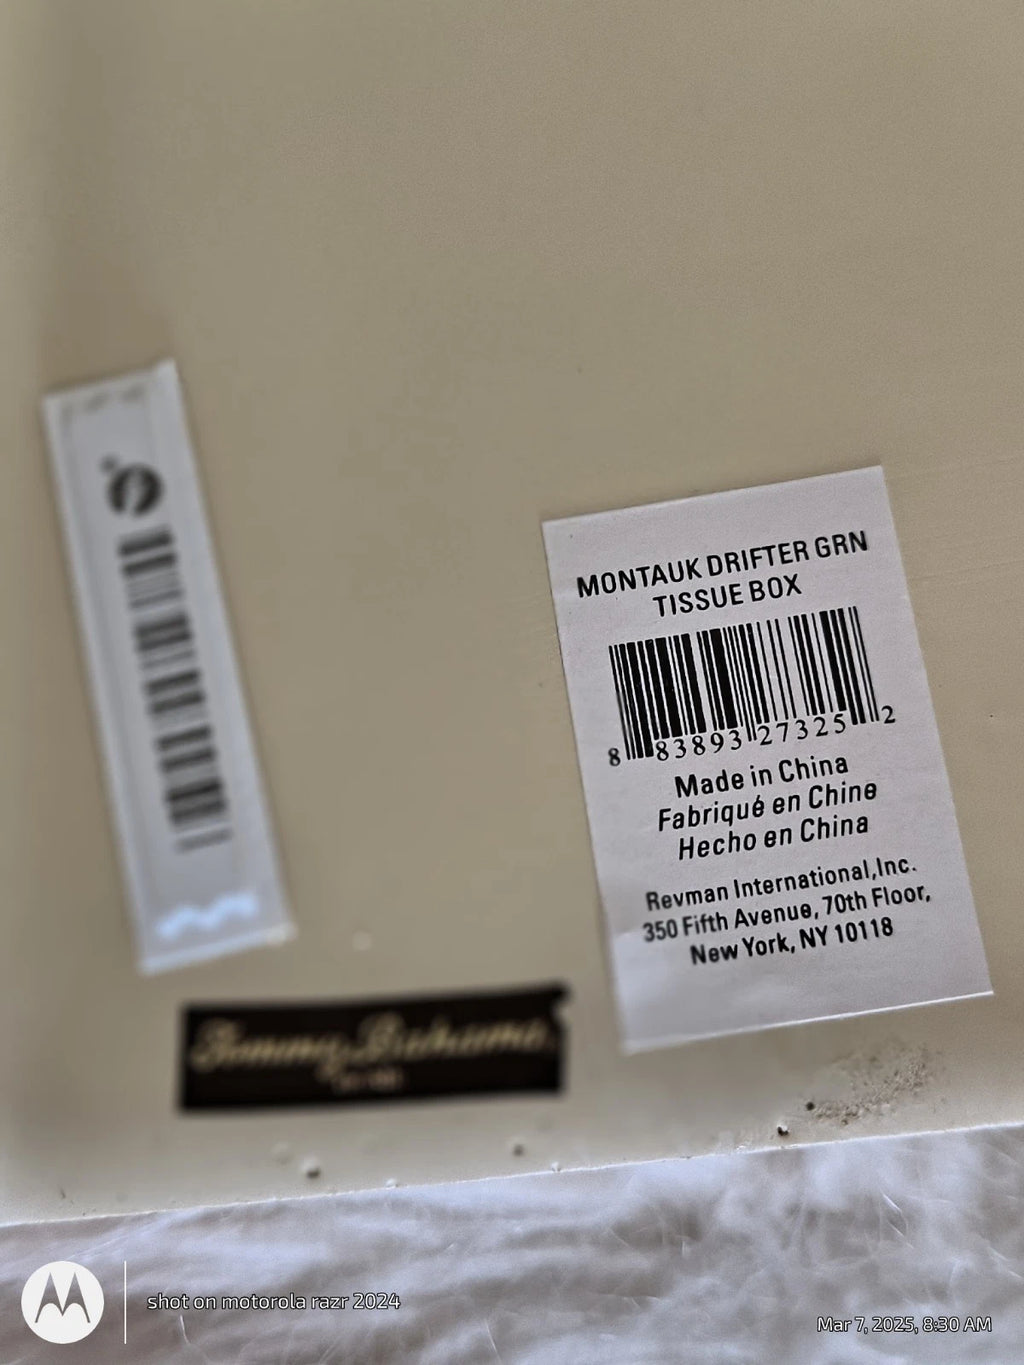 MONTAUK DRIFTER GRN
TISSUE BOX
8 83893 27325 2
Made in China
Fabriqué en Chine
Hecho en China
Revman International,Inc.
350 Fifth Avenue, 70th Floor,
New York, NY 10118
Tommy Bahama
shot on motorola razr 2024
Mar 7, 2025, 8:30 AM